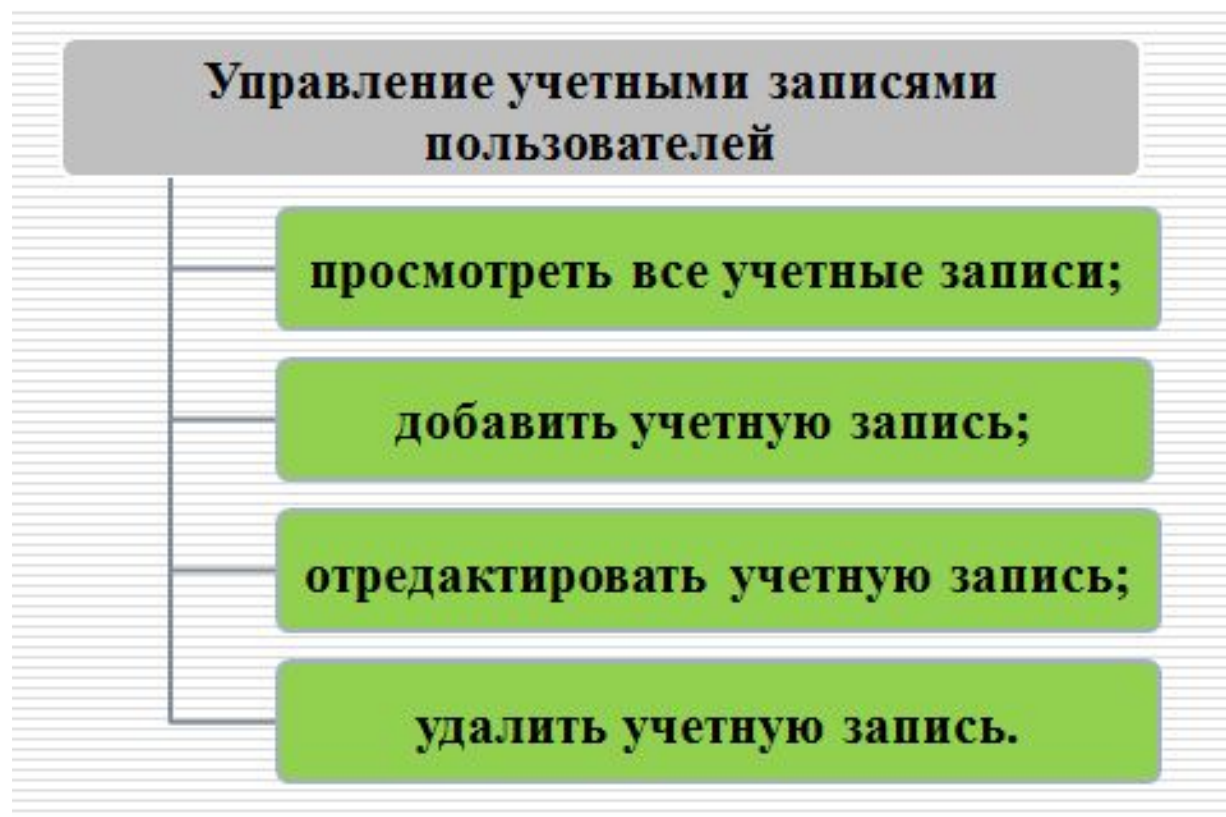 Управление учетными записями
пользователей
просмотреть все учетные записи;
добавить учетную запись;
отредактировать учетную запись;
удалить учетную запись.